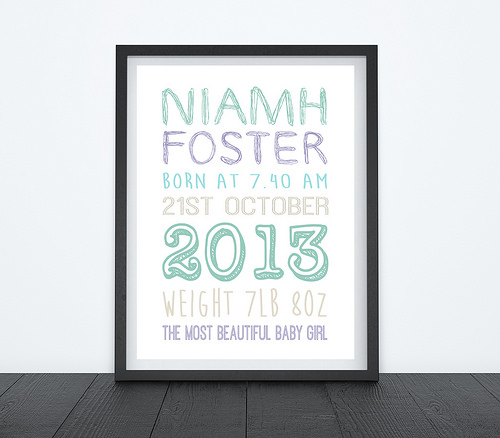 NIAMH
FOSTER
BORN AT 7.40 AM
21ST OCTOBER
2013
WEIGHT 7LB 8OZ
THE MOST BEAUTIFUL BABY GIRL